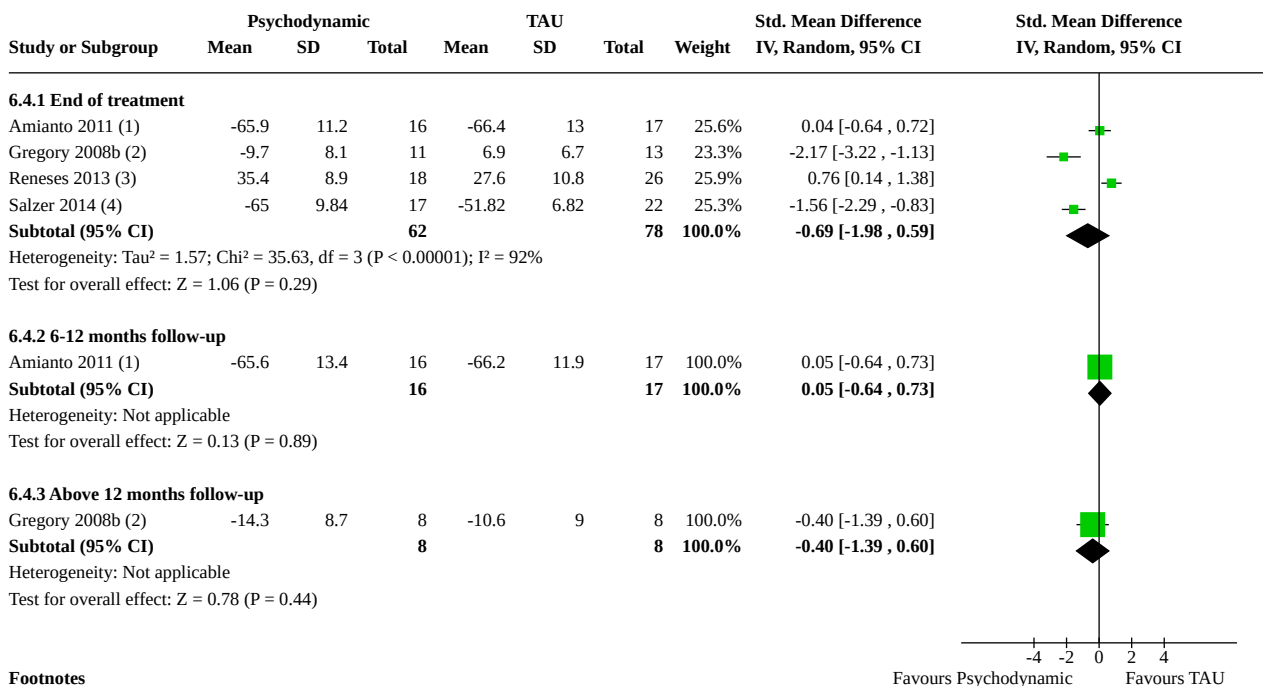 Psychodynamic TAU Std. Mean Difference Std. Mean Difference
Study or Subgroup Mean SD Total Mean SD Total Weight IV, Random, 95% CI IV, Random, 95% CI
6.4.1 End of treatment
Amianto 2011 (1) -65.9 11.2 16 -66.4 13 17 25.6% 0.04 [-0.64 , 0.72]
Gregory 2008b (2) -9.7 8.1 11 6.9 6.7 13 23.3% -2.17 [-3.22 , -1.13]
Reneses 2013 (3) 35.4 8.9 18 27.6 10.8 26 25.9% 0.76 [0.14 , 1.38]
Salzer 2014 (4) -65 9.84 17 -51.82 6.82 22 25.3% -1.56 [-2.29 , -0.83]
Subtotal (95% CI) 62 78 100.0% -0.69 [-1.98 , 0.59]
Heterogeneity: Tau² = 1.57; Chi² = 35.63, df = 3 (P < 0.00001); I² = 92%
Test for overall effect: Z = 1.06 (P = 0.29)
6.4.2 6-12 months follow-up
Amianto 2011 (1) -65.6 13.4 16 -66.2 11.9 17 100.0% 0.05 [-0.64 , 0.73]
Subtotal (95% CI) 16 17 100.0% 0.05 [-0.64 , 0.73]
Heterogeneity: Not applicable
Test for overall effect: Z = 0.13 (P = 0.89)
6.4.3 Above 12 months follow-up
Gregory 2008b (2) -14.3 8.7 8 -10.6 9 8 100.0% -0.40 [-1.39 , 0.60]
Subtotal (95% CI) 8 8 100.0% -0.40 [-1.39 , 0.60]
Heterogeneity: Not applicable
Test for overall effect: Z = 0.78 (P = 0.44)
-4 -2 0 2 4
Footnotes Favours Psychodynamic Favours TAU